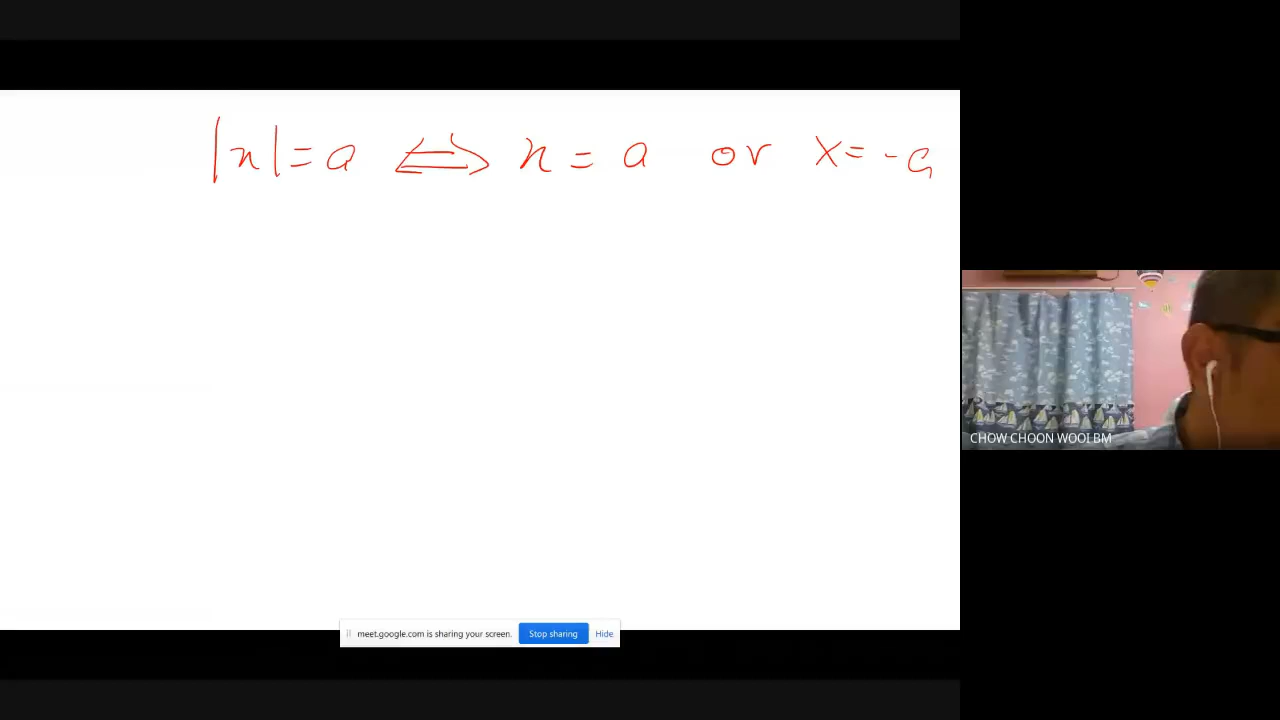 |x| = a ⟺ x = a or x = -a
CHOW CHOON WOOI BM
meet.google.com is sharing your screen. Stop sharing Hide